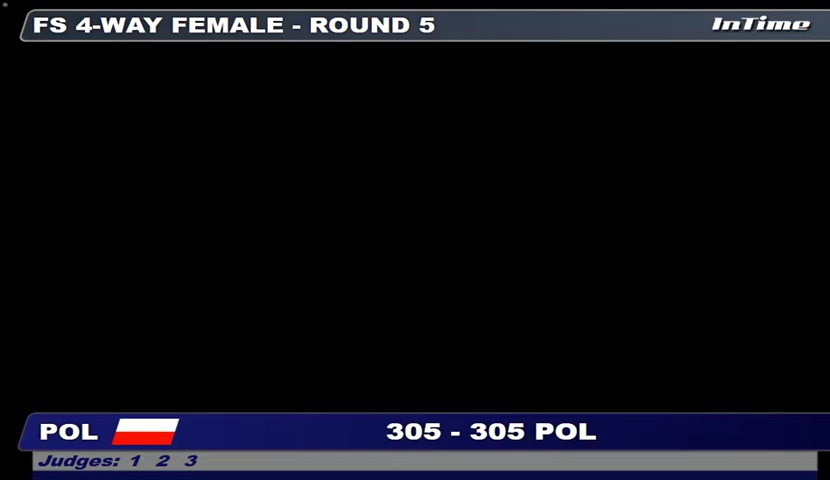 FS 4-WAY FEMALE - ROUND 5
InTime
POL
305 - 305 POL
Judges: 1 2 3